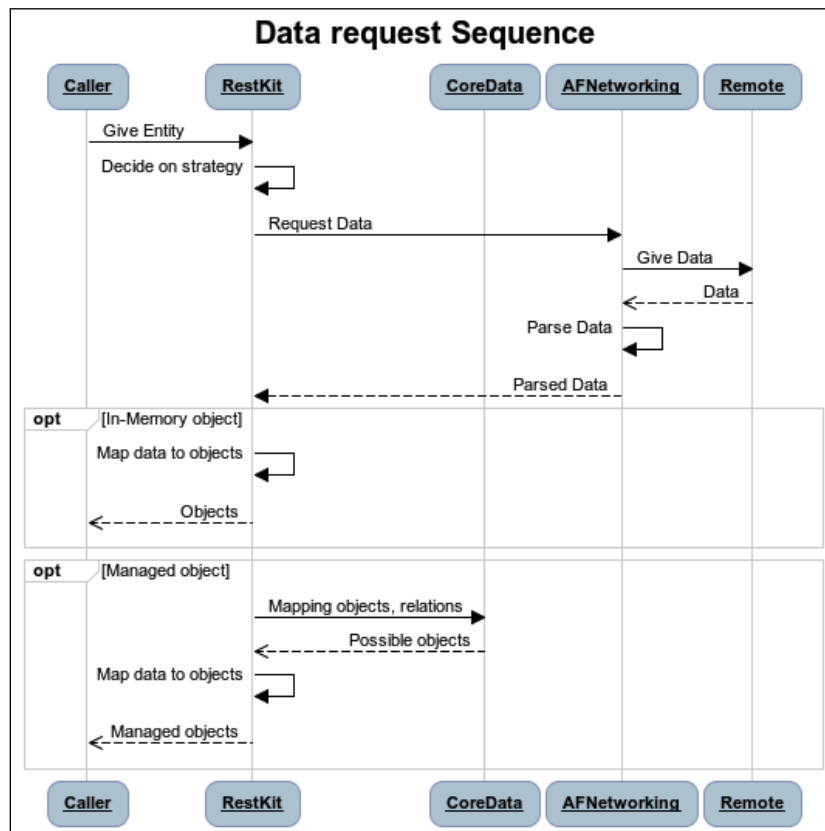 Data request Sequence
Caller RestKit CoreData AFNetworking Remote
Give Entity
Decide on strategy
Request Data
Give Data
Data
Parse Data
Parsed Data
opt [In-Memory object]
Map data to objects
Objects
opt [Managed object]
Mapping objects, relations
Possible objects
Map data to objects
Managed objects
Caller RestKit CoreData AFNetworking Remote